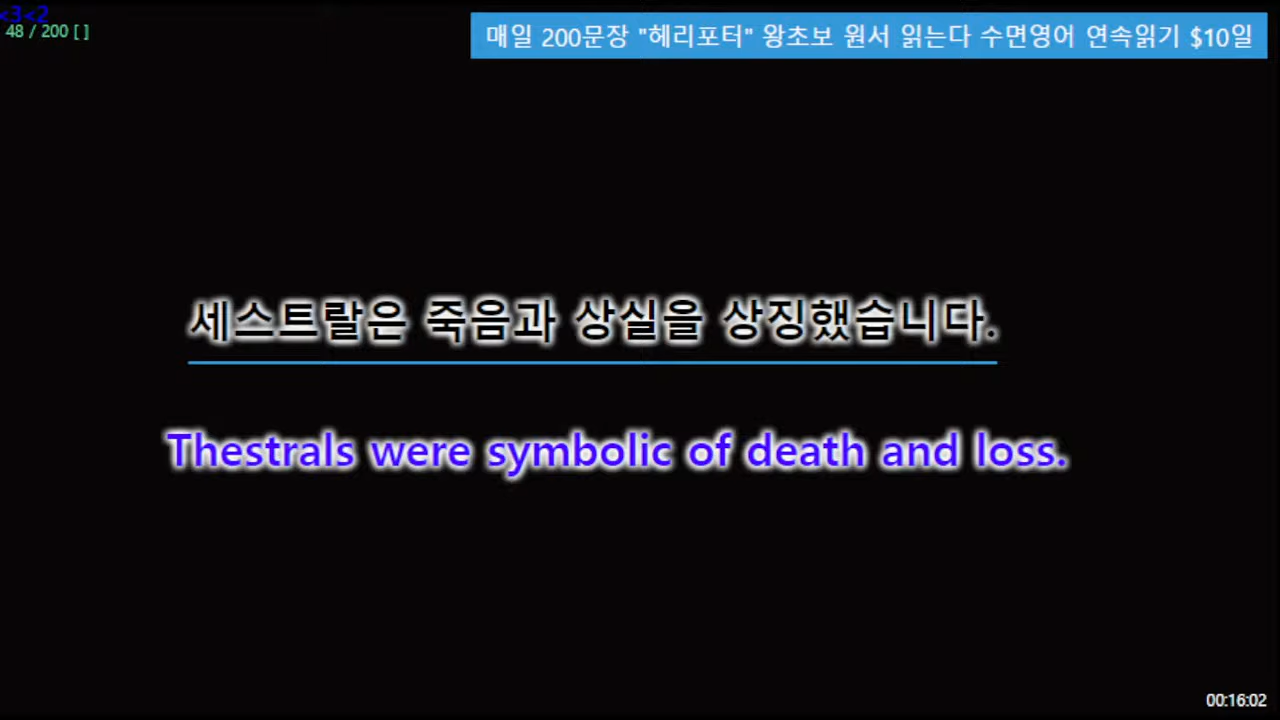 <3<2
48 / 200 [ ]
매일 200문장 "헤리포터" 왕초보 원서 읽는다 수면영어 연속읽기 $10일
세스트랄은 죽음과 상실을 상징했습니다.
Thestrals were symbolic of death and loss.
00:16:02